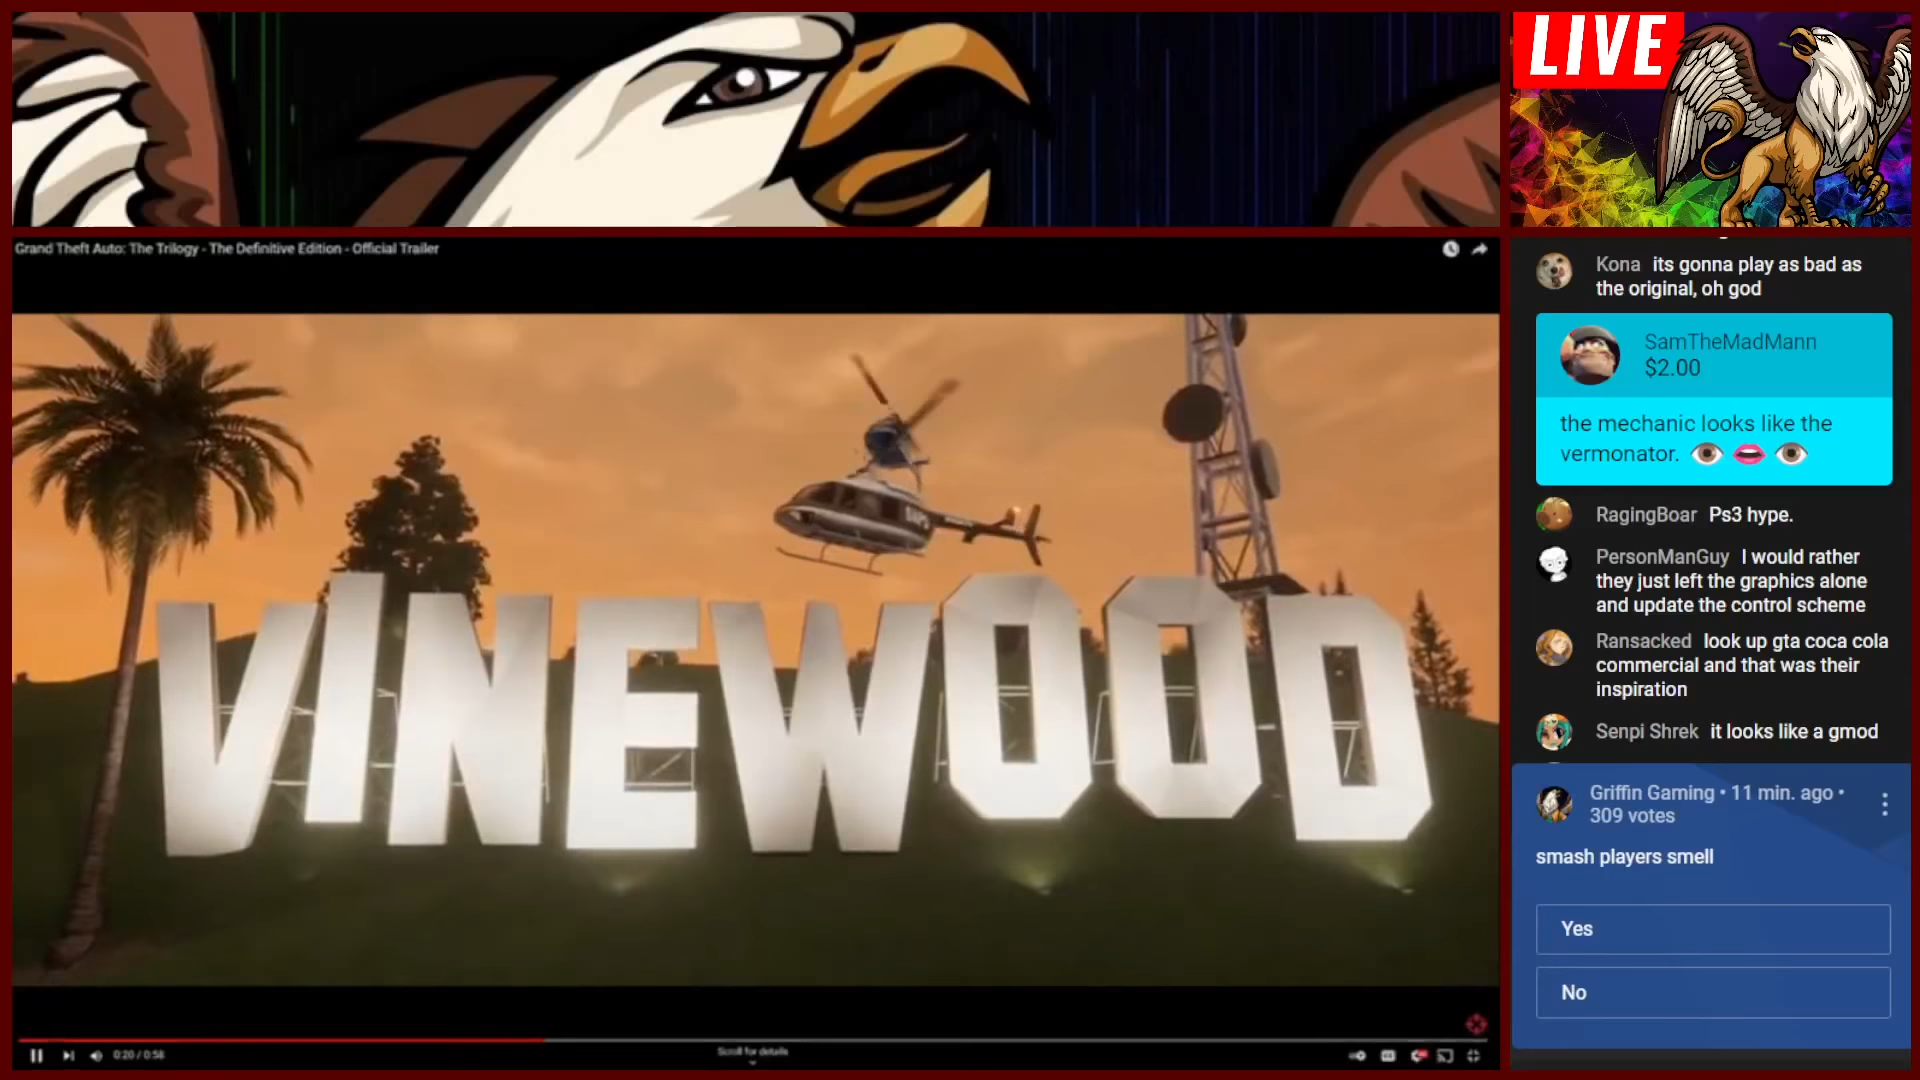 LIVE
Grand Theft Auto: The Trilogy - The Definitive Edition - Official Trailer
VINEWOOD
0:20 / 0:58
Scroll for details
Kona its gonna play as bad as
the original, oh god
SamTheMadMann
$2.00
the mechanic looks like the
vermonator. 👁️ 👄 👁️
RagingBoar Ps3 hype.
PersonManGuy I would rather
they just left the graphics alone
and update the control scheme
Ransacked look up gta coca cola
commercial and that was their
inspiration
Senpi Shrek it looks like a gmod
Griffin Gaming • 11 min. ago •
309 votes
smash players smell
Yes
No